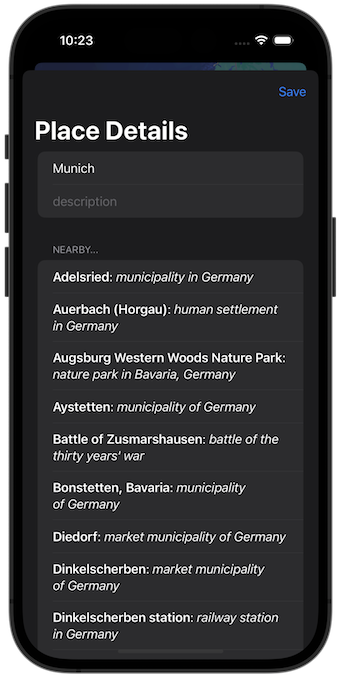 10:23
Save
Place Details
Munich
description
NEARBY...
Adelsried: municipality in Germany
Auerbach (Horgau): human settlement
in Germany
Augsburg Western Woods Nature Park:
nature park in Bavaria, Germany
Aystetten: municipality of Germany
Battle of Zusmarshausen: battle of the
thirty years' war
Bonstetten, Bavaria: municipality
of Germany
Diedorf: market municipality of Germany
Dinkelscherben: market municipality
of Germany
Dinkelscherben station: railway station
in Germany